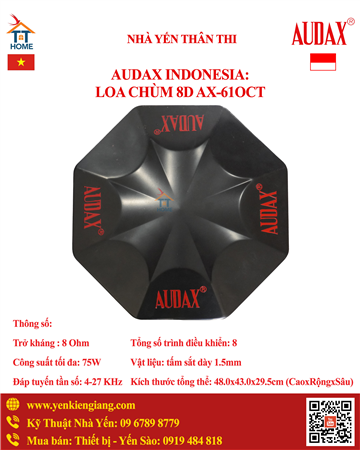 TT
HOME
NHÀ YẾN THÂN THI
AUDAX®
AUDAX INDONESIA:
LOA CHÙM 8D AX-61OCT
AUDAX®
AUDAX®
AUDAX®
AUDAX®
Thông số:
Trở kháng : 8 Ohm
Tổng số trình điều khiển: 8
Công suất tối đa: 75W
Vật liệu: tấm sắt dày 1.5mm
Đáp tuyến tần số: 4-27 KHz
Kích thước tổng thể: 48.0x43.0x29.5cm (CaoxRộngxSâu)
www.yenkiengiang.com
Kỹ Thuật Nhà Yến: 09 6789 8779
Mua bán: Thiết bị - Yến Sào: 0919 484 818